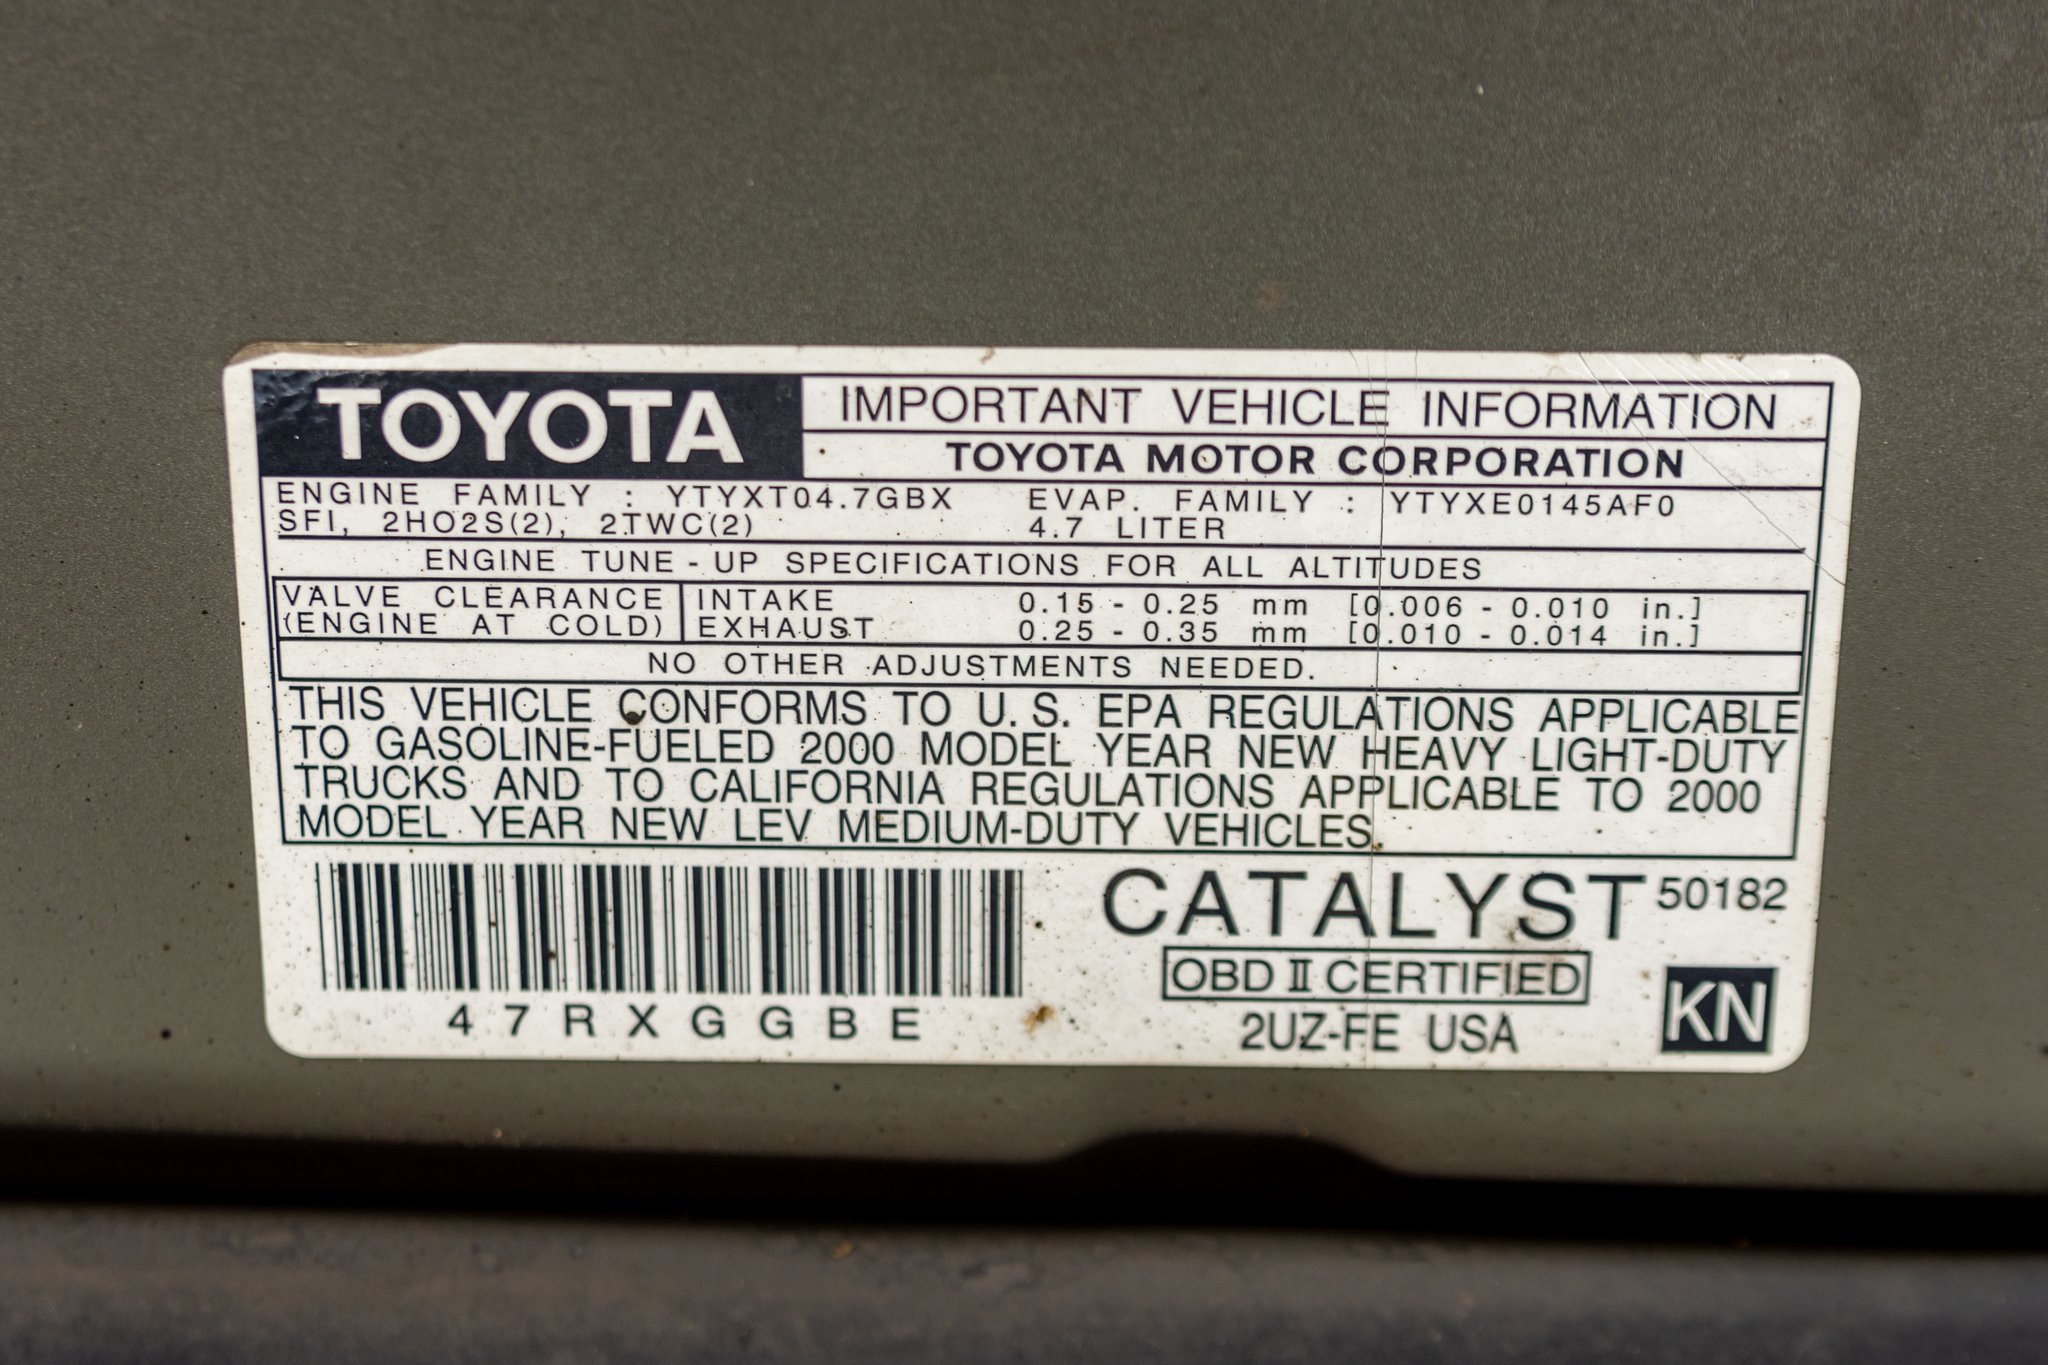 TOYOTA
IMPORTANT VEHICLE INFORMATION
TOYOTA MOTOR CORPORATION
ENGINE FAMILY : YTYXT04.7GBX EVAP. FAMILY : YTYXE0145AF0
SFI, 2HO2S(2), 2TWC(2) 4.7 LITER
ENGINE TUNE-UP SPECIFICATIONS FOR ALL ALTITUDES
VALVE CLEARANCE INTAKE 0.15 - 0.25 mm [0.006 - 0.010 in.]
(ENGINE AT COLD) EXHAUST 0.25 - 0.35 mm [0.010 - 0.014 in.]
NO OTHER ADJUSTMENTS NEEDED.
THIS VEHICLE CONFORMS TO U.S. EPA REGULATIONS APPLICABLE
TO GASOLINE-FUELED 2000 MODEL YEAR NEW HEAVY LIGHT-DUTY
TRUCKS AND TO CALIFORNIA REGULATIONS APPLICABLE TO 2000
MODEL YEAR NEW LEV MEDIUM-DUTY VEHICLES.
CATALYST 50182
OBD II CERTIFIED
47RXGGBE 2UZ-FE USA KN